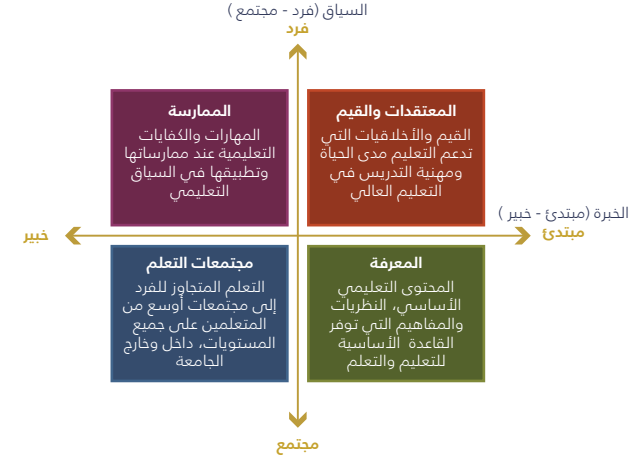 السياق (فرد - مجتمع )
فرد
المعتقدات والقيم
القيم والأخلاقيات التي
تدعم التعليم مدى الحياة
ومهنية التدريس في
التعليم العالي
الممارسة
المهارات والكفايات
التعليمية عند ممارساتها
وتطبيقها في السياق
التعليمي
الخبرة (مبتدئ - خبير )
مبتدئ
خبير
المعرفة
المحتوى التعليمي
الأساسي، النظريات
والمفاهيم التي توفر
القاعدة الأساسية
للتعليم والتعلم
مجتمعات التعلم
التعلم المتجاوز للفرد
إلى مجتمعات أوسع من
المتعلمين على جميع
المستويات، داخل وخارج
الجامعة
مجتمع